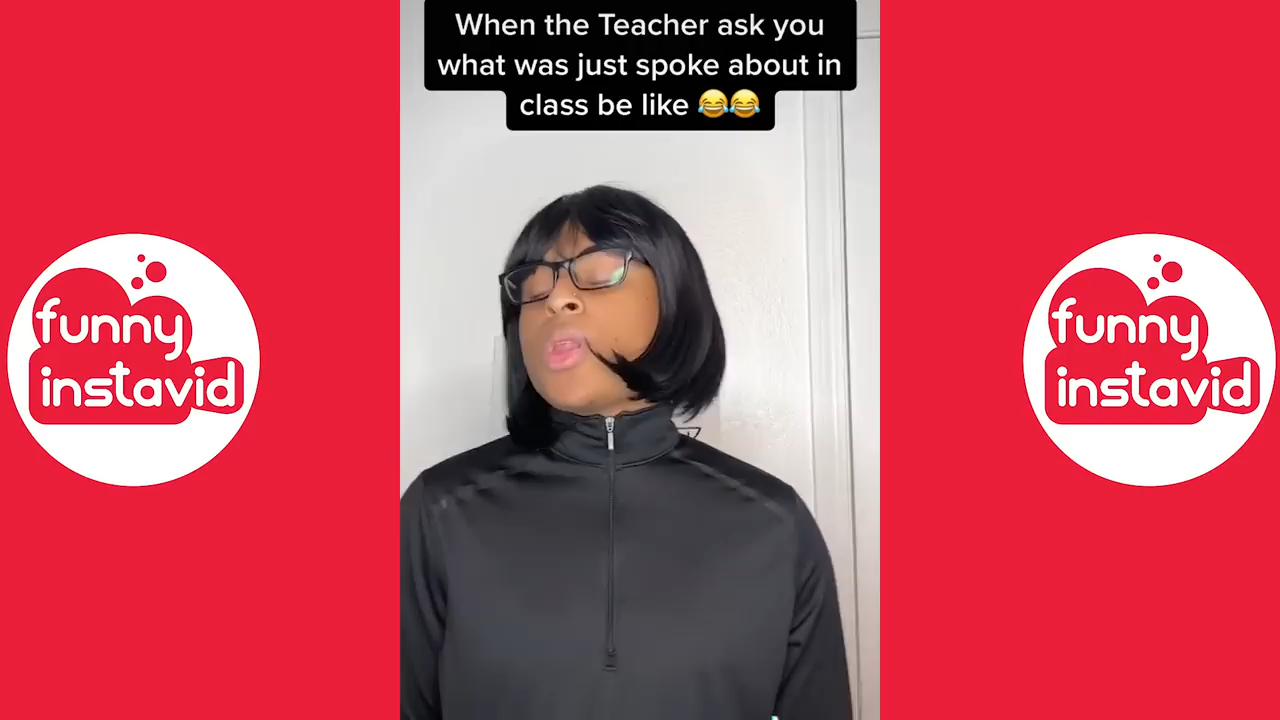 When the Teacher ask you
what was just spoke about in
class be like 😂😂
funny
instavid
funny
instavid